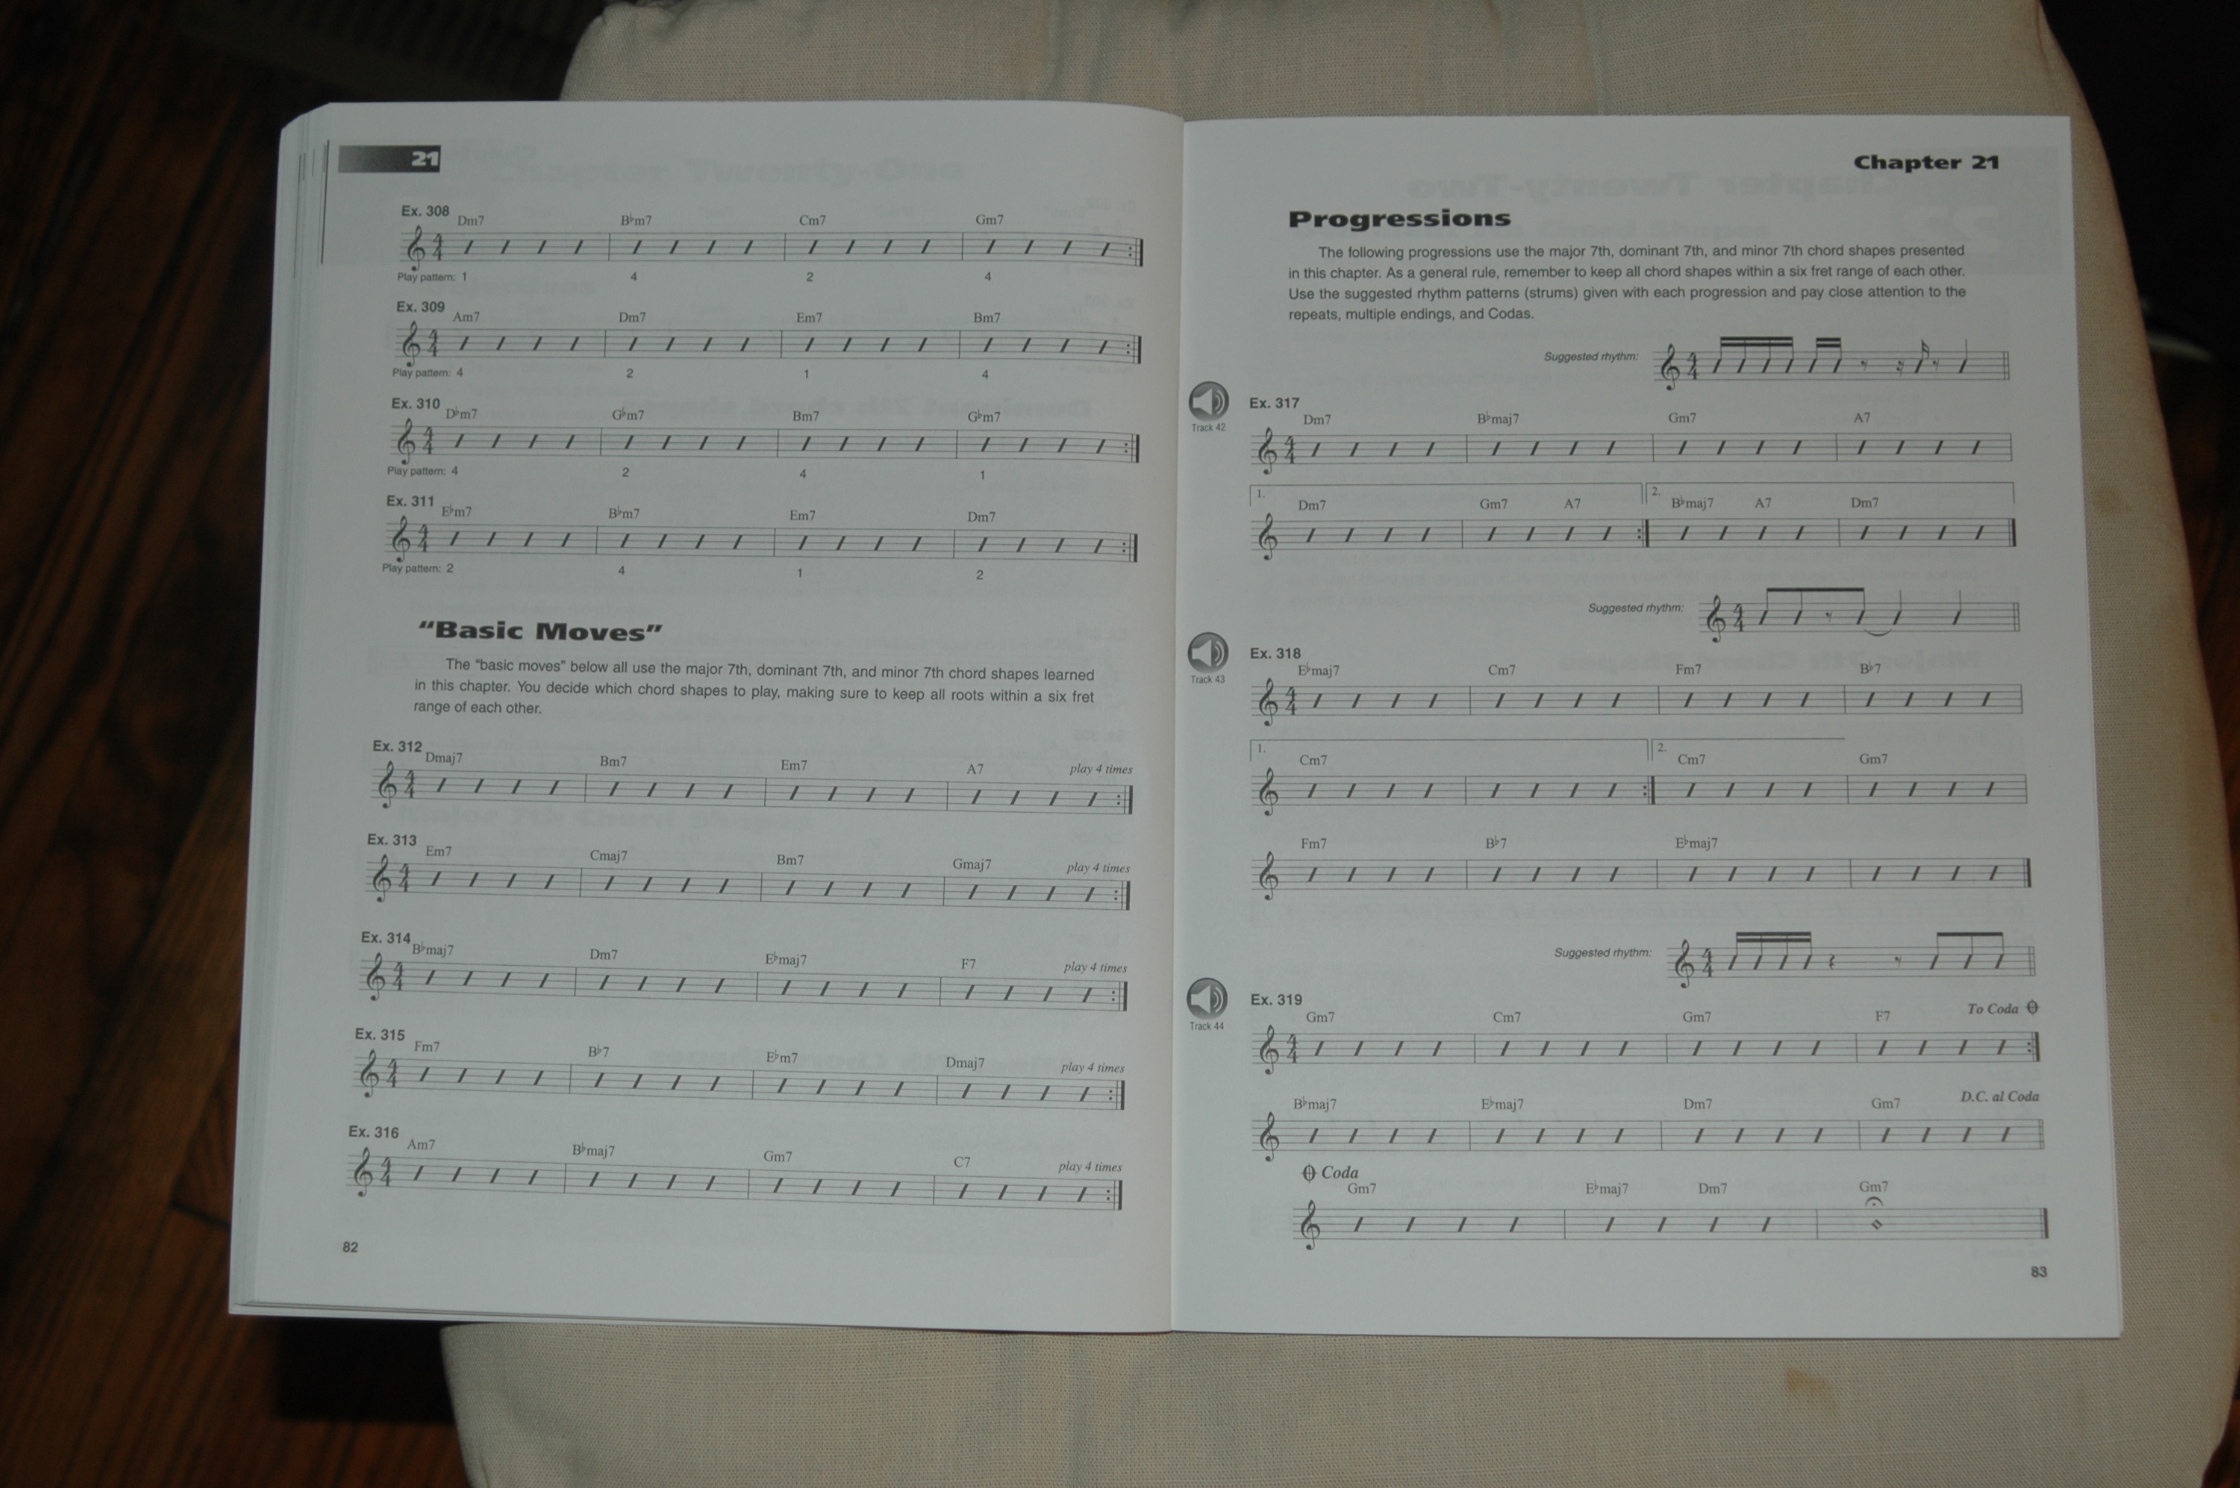 21
Ex. 308
Dm7 B♭m7 Cm7 Gm7
Play pattern: 1 4 2 4
Ex. 309
Am7 Dm7 Em7 Bm7
Play pattern: 4 2 1 4
Ex. 310
D♭m7 G♭m7 Bm7 G♭m7
Play pattern: 4 2 4 1
Ex. 311
E♭m7 B♭m7 Em7 Dm7
Play pattern: 2 4 1 2
“Basic Moves”
The “basic moves” below all use the major 7th, dominant 7th, and minor 7th chord shapes learned
in this chapter. You decide which chord shapes to play, making sure to keep all roots within a six fret
range of each other.
Ex. 312
Dmaj7 Bm7 Em7 A7 play 4 times
Ex. 313
Em7 Cmaj7 Bm7 Gmaj7 play 4 times
Ex. 314
B♭maj7 Dm7 E♭maj7 F7 play 4 times
Ex. 315
Fm7 B♭7 E♭m7 Dmaj7 play 4 times
Ex. 316
Am7 B♭maj7 Gm7 C7 play 4 times
82
Chapter 21
Progressions
The following progressions use the major 7th, dominant 7th, and minor 7th chord shapes presented
in this chapter. As a general rule, remember to keep all chord shapes within a six fret range of each other.
Use the suggested rhythm patterns (strums) given with each progression and pay close attention to the
repeats, multiple endings, and Codas.
Suggested rhythm:
Track 42
Ex. 317
Dm7 B♭maj7 Gm7 A7
1. 2.
Dm7 Gm7 A7 B♭maj7 A7 Dm7
Suggested rhythm:
Track 43
Ex. 318
E♭maj7 Cm7 Fm7 B♭7
1. 2.
Cm7 Cm7 Gm7
Fm7 B♭7 E♭maj7
Suggested rhythm:
Track 44
Ex. 319
Gm7 Cm7 Gm7 F7 To Coda
B♭maj7 E♭maj7 Dm7 Gm7 D.C. al Coda
Coda
Gm7 E♭maj7 Dm7 Gm7
83